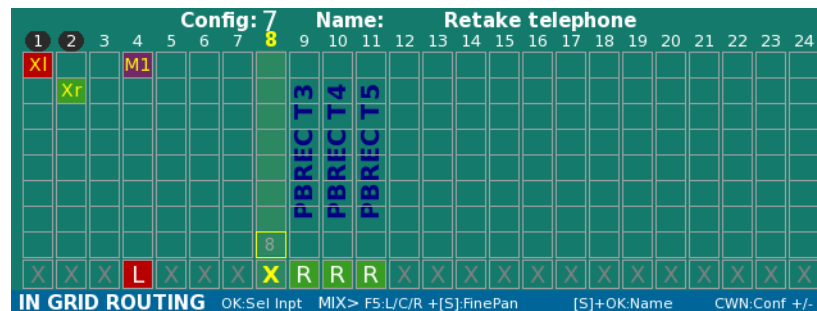 Config: 7 Name: Retake telephone
1 2 3 4 5 6 7 8 9 10 11 12 13 14 15 16 17 18 19 20 21 22 23 24
Xl M1
Xr
PBREC T3
PBREC T4
PBREC T5
8
X X X L X X X X R R R X X X X X X X X X X X X X
IN GRID ROUTING OK:Sel Inpt MIX> F5:L/C/R +[S]:FinePan [S]+OK:Name CWN:Conf +/-